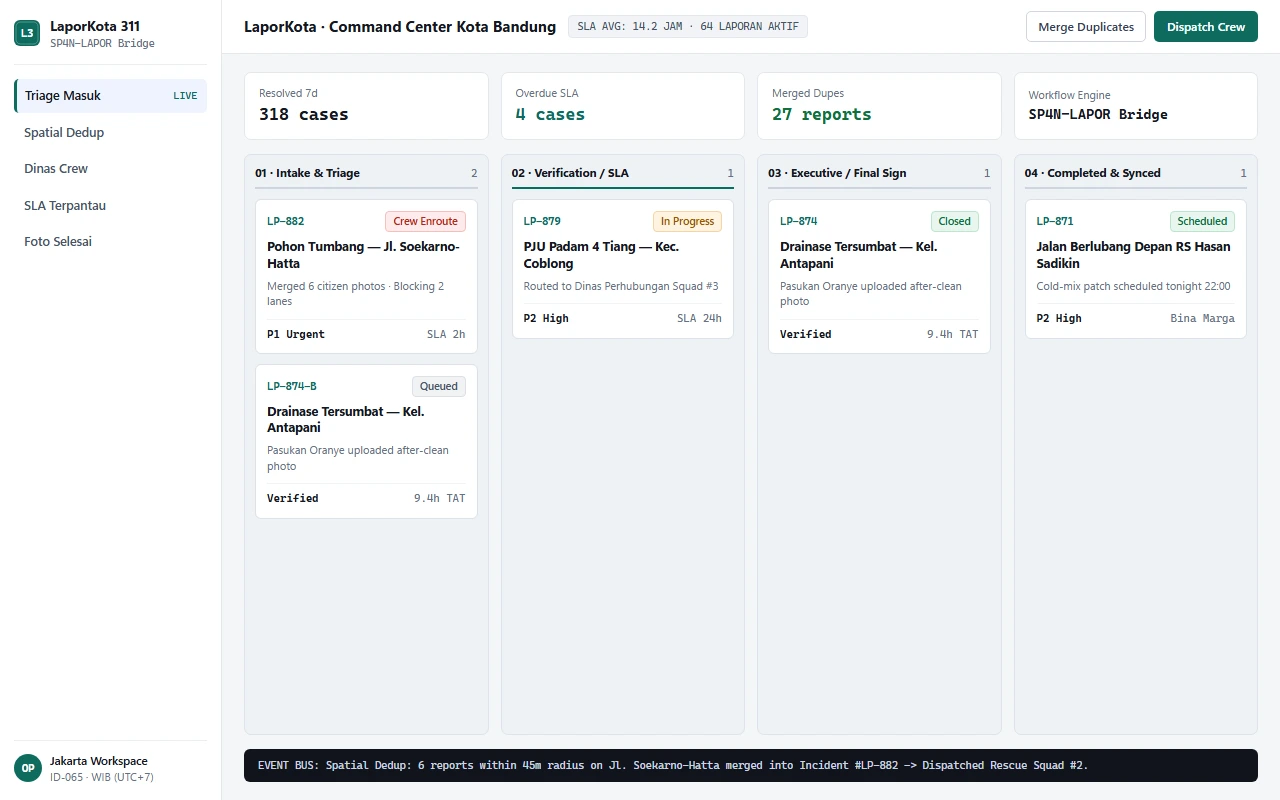 L3
LaporKota 311
SP4N-LAPOR Bridge
Triage Masuk
LIVE
Spatial Dedup
Dinas Crew
SLA Terpantau
Foto Selesai
OP
Jakarta Workspace
ID-065 · WIB (UTC+7)
LaporKota · Command Center Kota Bandung
SLA AVG: 14.2 JAM · 64 LAPORAN AKTIF
Merge Duplicates
Dispatch Crew
Resolved 7d
318 cases
Overdue SLA
4 cases
Merged Dupes
27 reports
Workflow Engine
SP4N-LAPOR Bridge
01 · Intake & Triage
2
LP-882
Crew Enroute
Pohon Tumbang — Jl. Soekarno-
Hatta
Merged 6 citizen photos · Blocking 2
lanes
P1 Urgent
SLA 2h
LP-874-B
Queued
Drainase Tersumbat — Kel.
Antapani
Pasukan Oranye uploaded after-clean
photo
Verified
9.4h TAT
02 · Verification / SLA
1
LP-879
In Progress
PJU Padam 4 Tiang — Kec.
Coblong
Routed to Dinas Perhubungan Squad #3
P2 High
SLA 24h
03 · Executive / Final Sign
1
LP-874
Closed
Drainase Tersumbat — Kel.
Antapani
Pasukan Oranye uploaded after-clean
photo
Verified
9.4h TAT
04 · Completed & Synced
1
LP-871
Scheduled
Jalan Berlubang Depan RS Hasan
Sadikin
Cold-mix patch scheduled tonight 22:00
P2 High
Bina Marga
EVENT BUS: Spatial Dedup: 6 reports within 45m radius on Jl. Soekarno-Hatta merged into Incident #LP-882 -> Dispatched Rescue Squad #2.